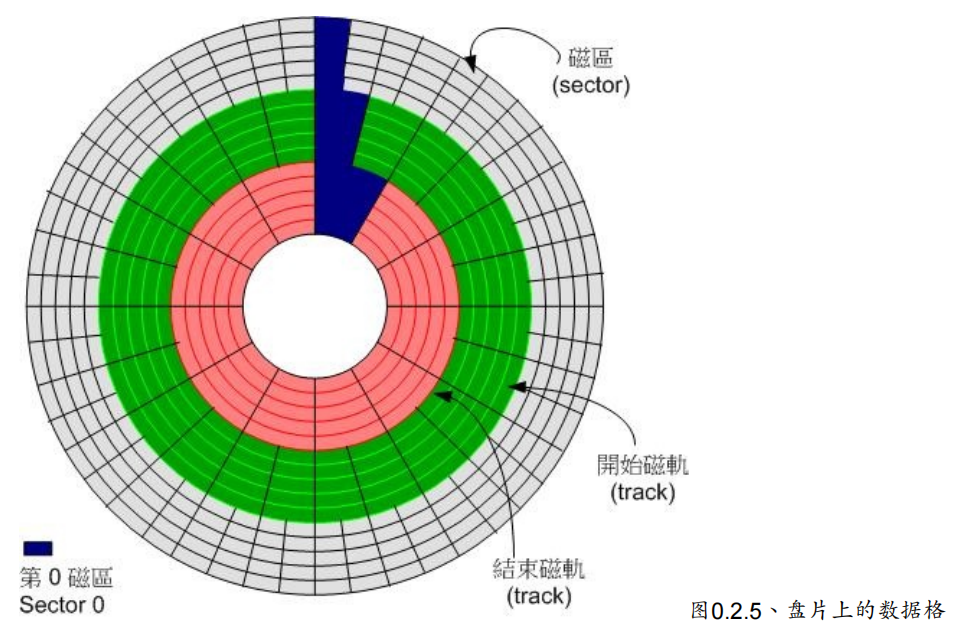 磁區
(sector)
開始磁軌
(track)
結束磁軌
(track)
第 0 磁區
Sector 0
图0.2.5、盘片上的数据格